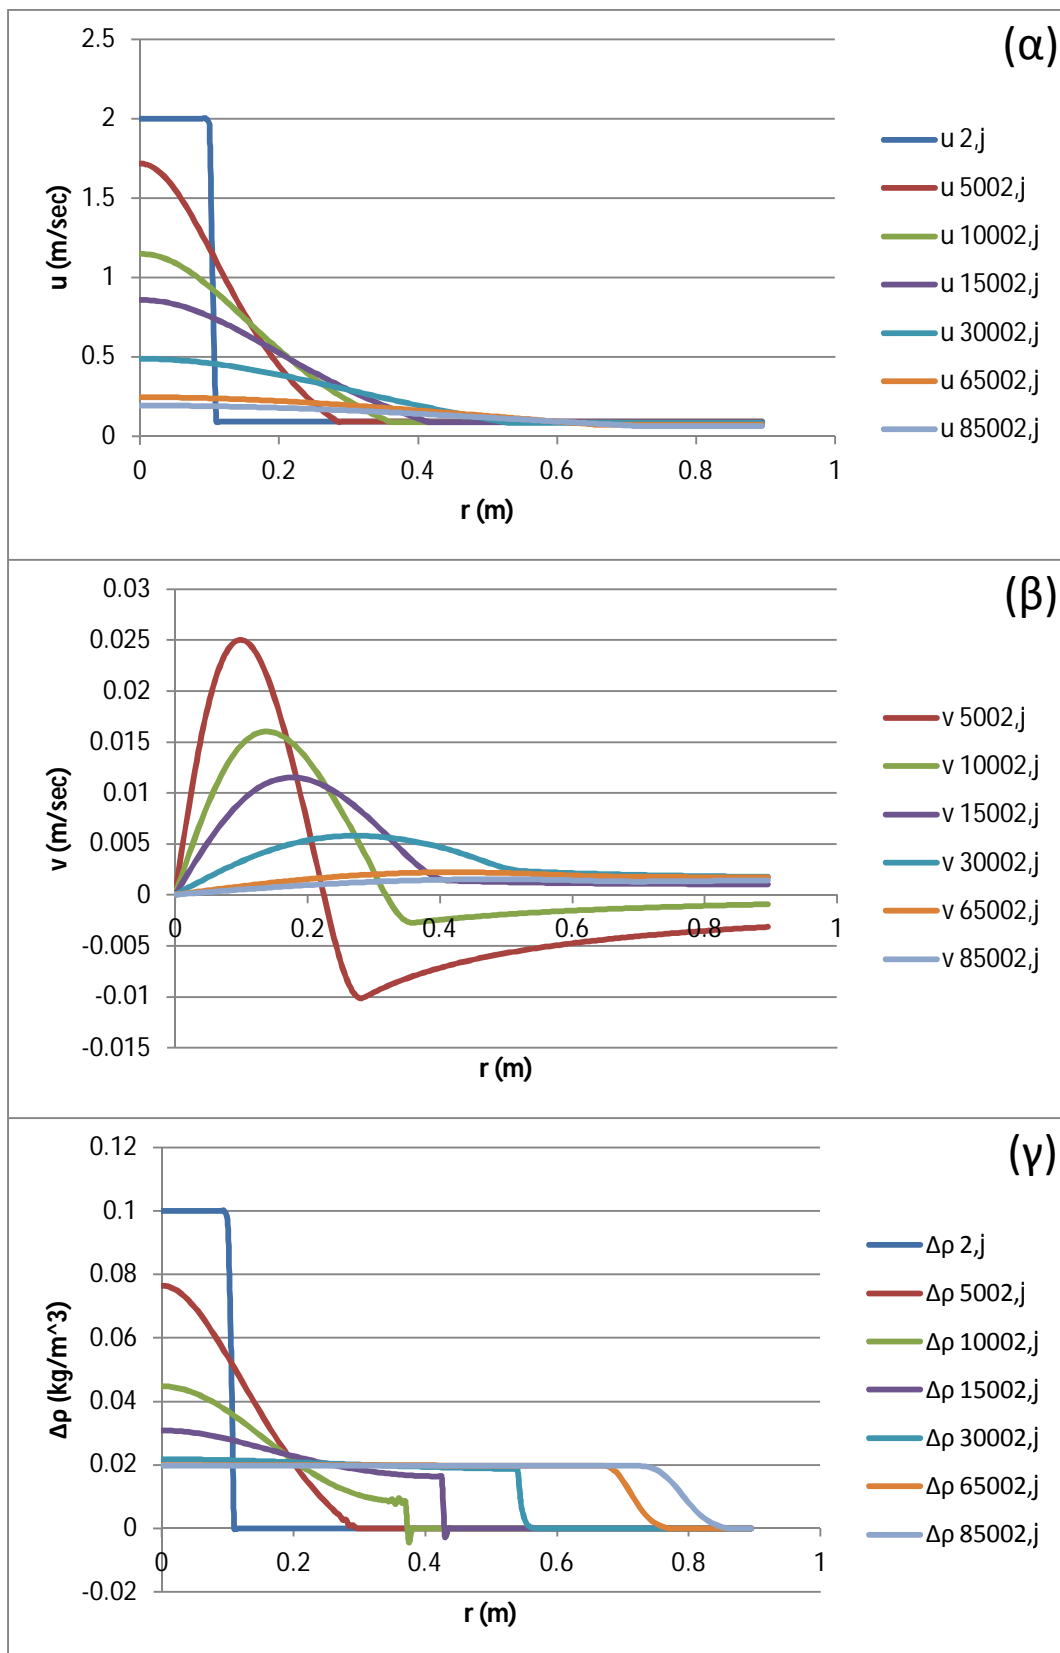 (α)
2.5
2
1.5
1
0.5
0
u (m/sec)
0 0.2 0.4 0.6 0.8 1
r (m)
u 2,j
u 5002,j
u 10002,j
u 15002,j
u 30002,j
u 65002,j
u 85002,j
(β)
0.03
0.025
0.02
0.015
0.01
0.005
0
-0.005
-0.01
-0.015
v (m/sec)
0 0.2 0.4 0.6 0.8 1
r (m)
v 5002,j
v 10002,j
v 15002,j
v 30002,j
v 65002,j
v 85002,j
(γ)
0.12
0.1
0.08
0.06
0.04
0.02
0
-0.02
Δρ (kg/m^3)
0 0.2 0.4 0.6 0.8 1
r (m)
Δρ 2,j
Δρ 5002,j
Δρ 10002,j
Δρ 15002,j
Δρ 30002,j
Δρ 65002,j
Δρ 85002,j